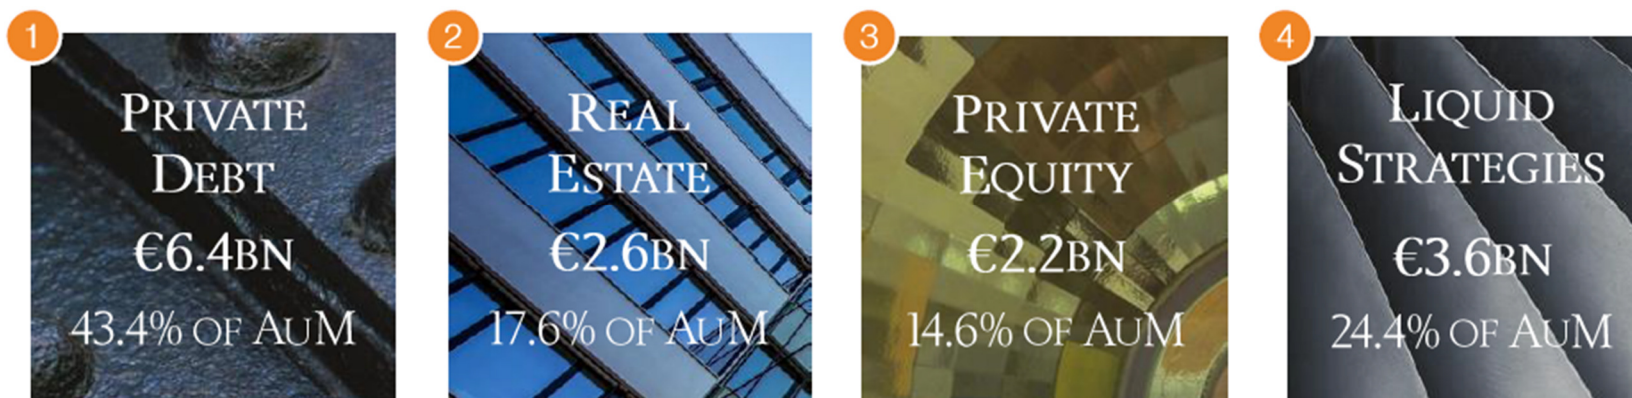 1
PRIVATE
DEBT
€6.4BN
43.4% OF AUM
2
REAL
ESTATE
€2.6BN
17.6% OF AUM
3
PRIVATE
EQUITY
€2.2BN
14.6% OF AUM
4
LIQUID
STRATEGIES
€3.6BN
24.4% OF AUM